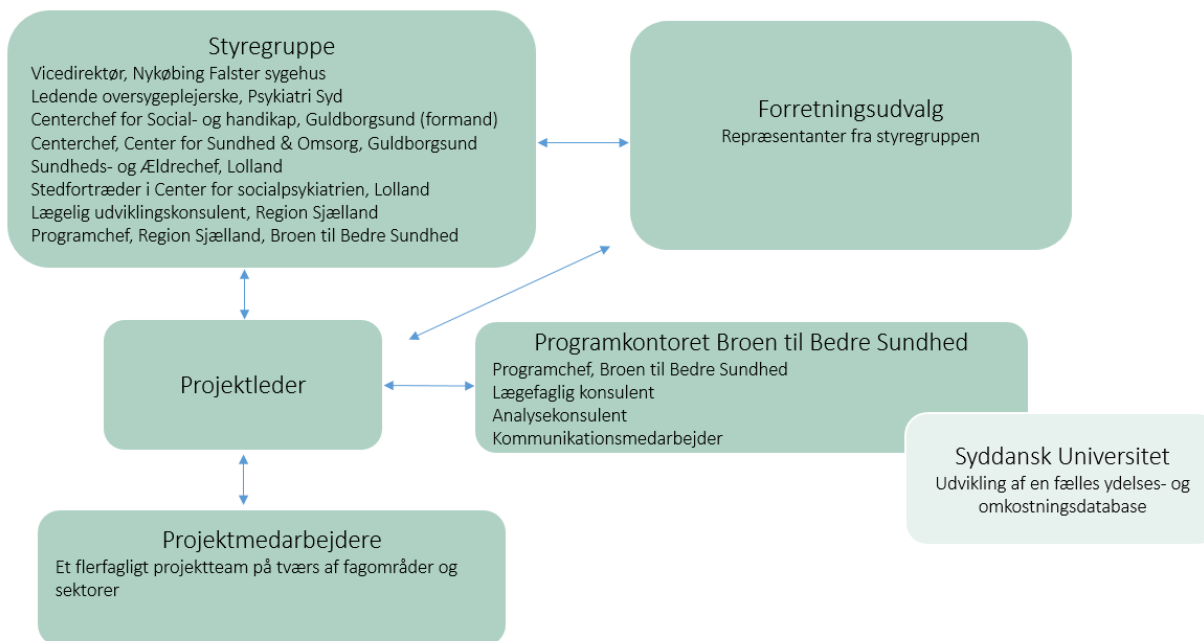 Styregruppe
Vicedirektør, Nykøbing Falster sygehus
Ledende oversygeplejerske, Psykiatri Syd
Centerchef for Social- og handikap, Guldborgsund (formand)
Centerchef, Center for Sundhed & Omsorg, Guldborgsund
Sundheds- og Ældrechef, Lolland
Stedfortræder i Center for socialpsykiatrien, Lolland
Lægelig udviklingskonsulent, Region Sjælland
Programchef, Region Sjælland, Broen til Bedre Sundhed
Forretningsudvalg
Repræsentanter fra styregruppen
Projektleder
Programkontoret Broen til Bedre Sundhed
Programchef, Broen til Bedre Sundhed
Lægefaglig konsulent
Analysekonsulent
Kommunikationsmedarbejder
Syddansk Universitet
Udvikling af en fælles ydelses- og
omkostningsdatabase
Projektmedarbejdere
Et flerfagligt projektteam på tværs af fagområder og
sektorer